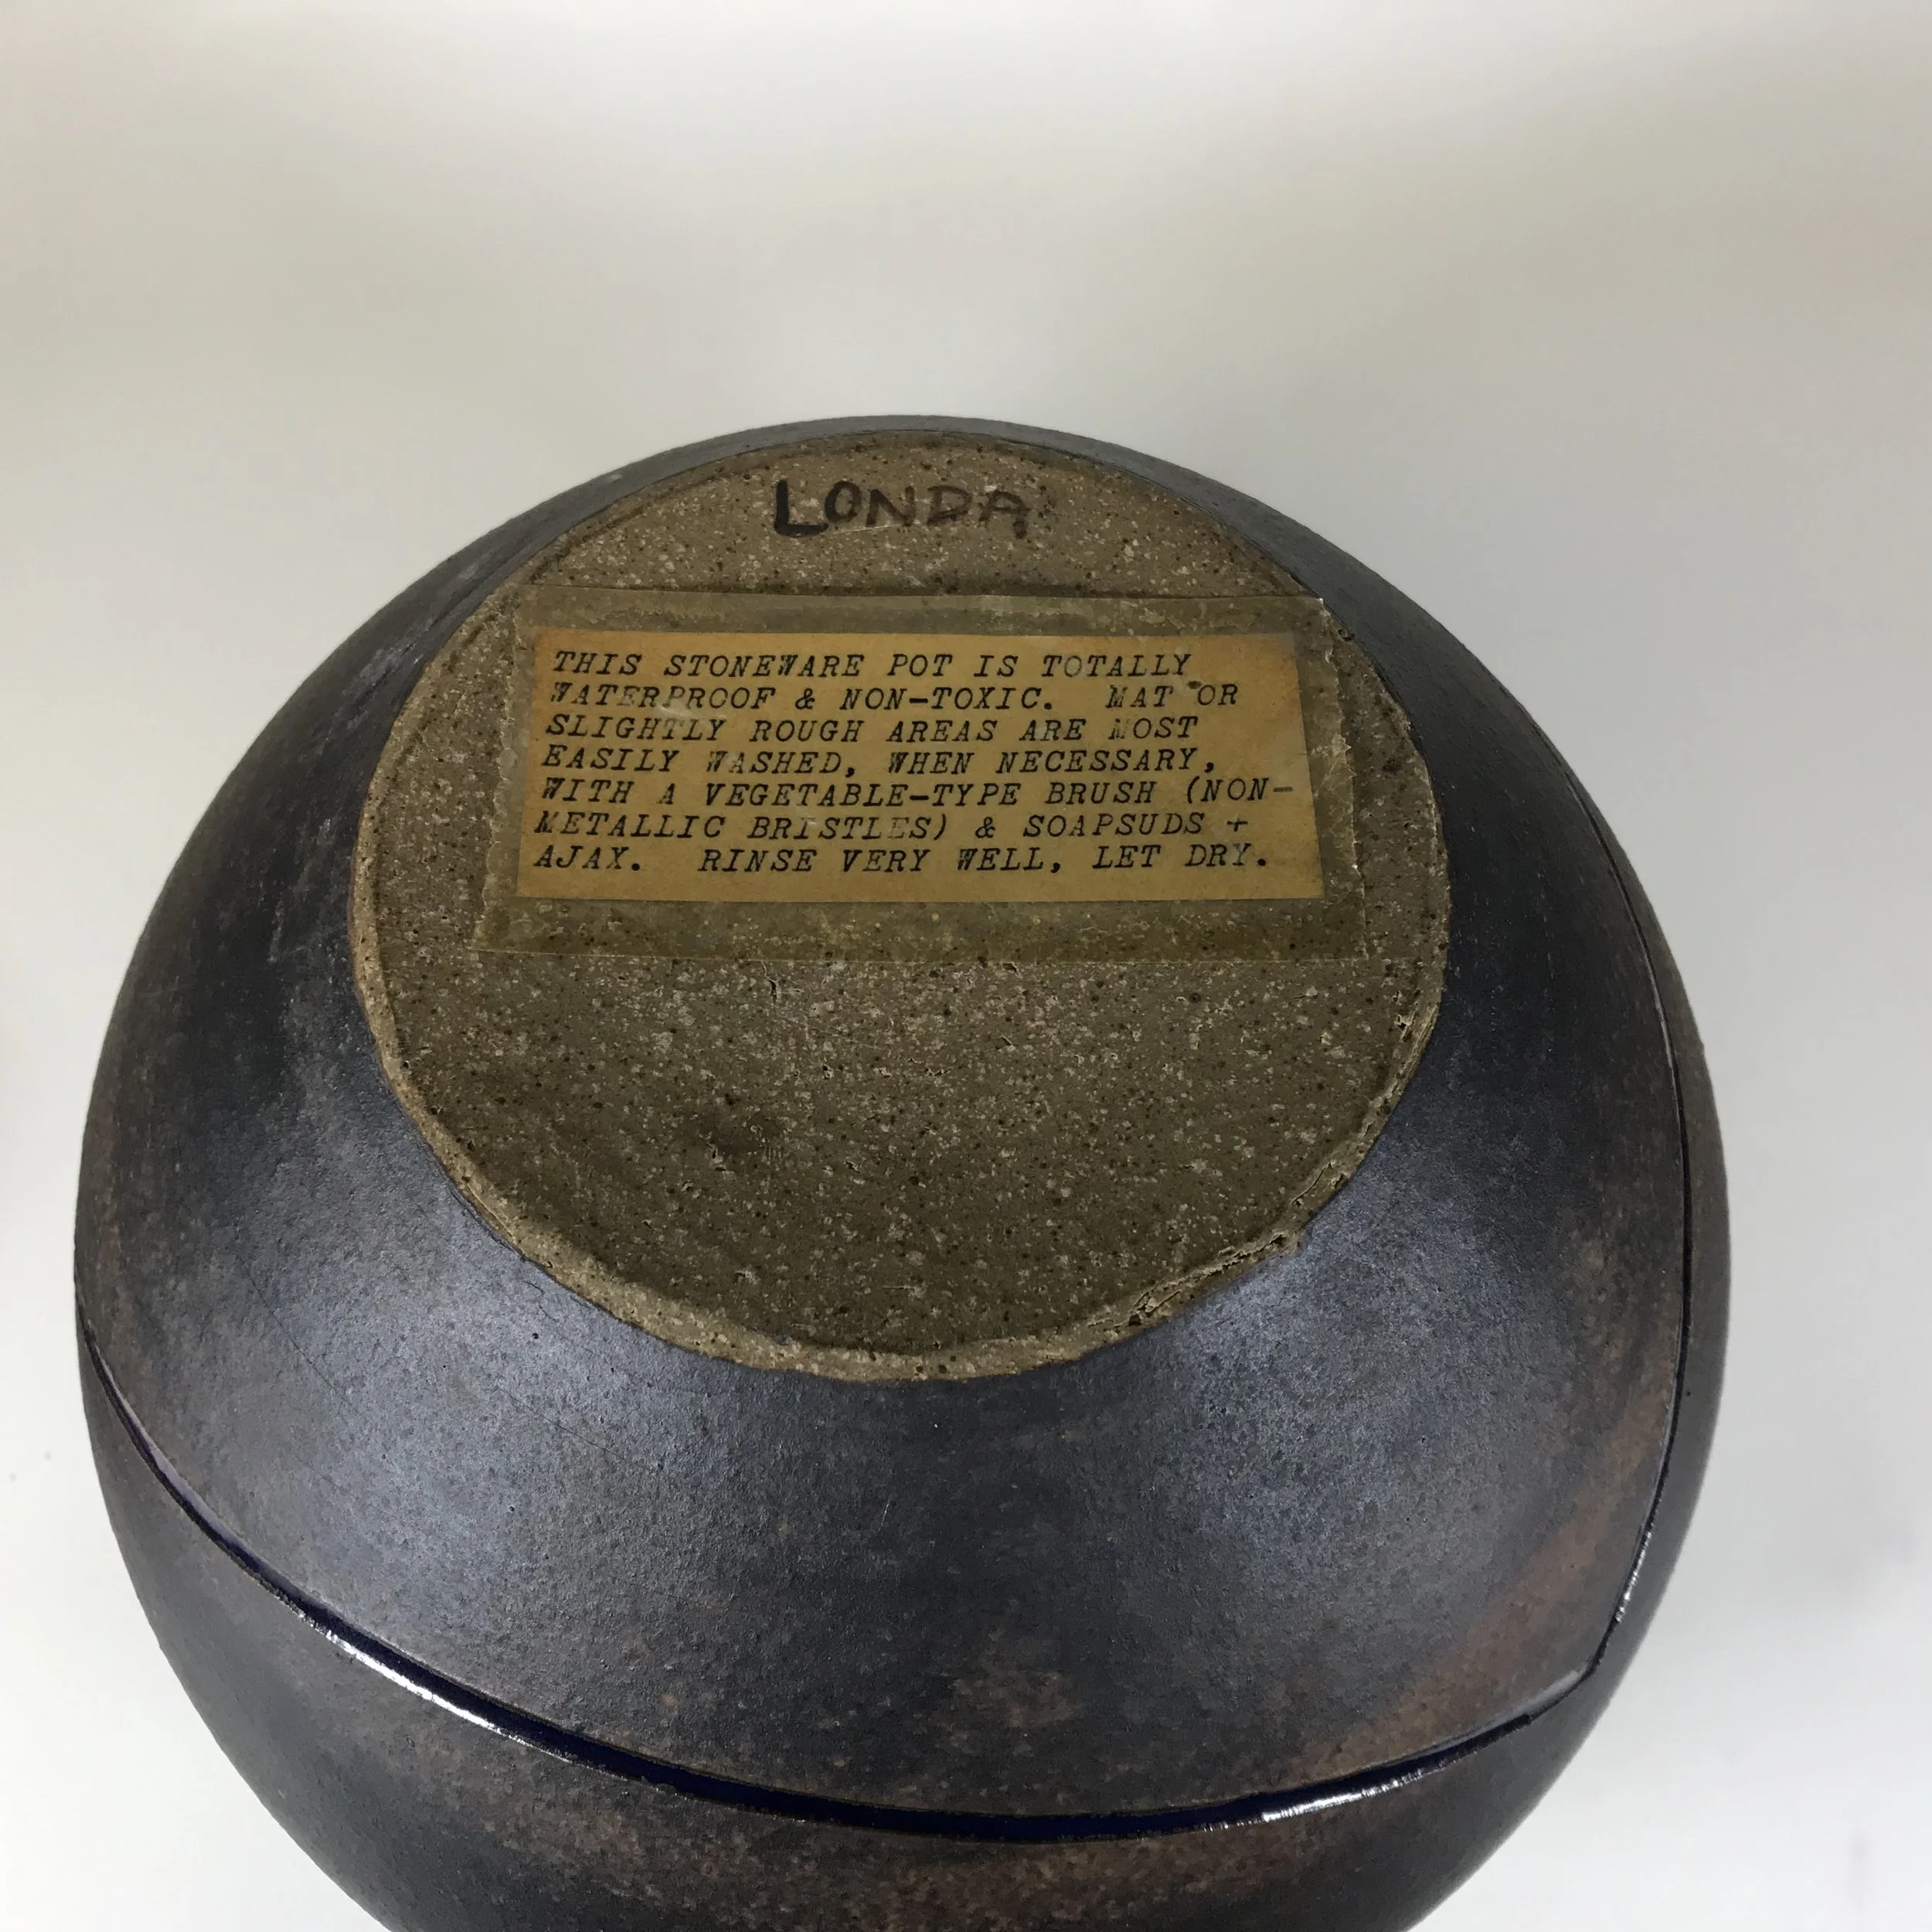 LONDA
THIS STONEWARE POT IS TOTALLY
WATERPROOF & NON-TOXIC.  MAT OR
SLIGHTLY ROUGH AREAS ARE MOST
EASILY WASHED, WHEN NECESSARY,
WITH A VEGETABLE-TYPE BRUSH (NON-
METALLIC BRISTLES) & SOAPSUDS +
AJAX.  RINSE VERY WELL, LET DRY.